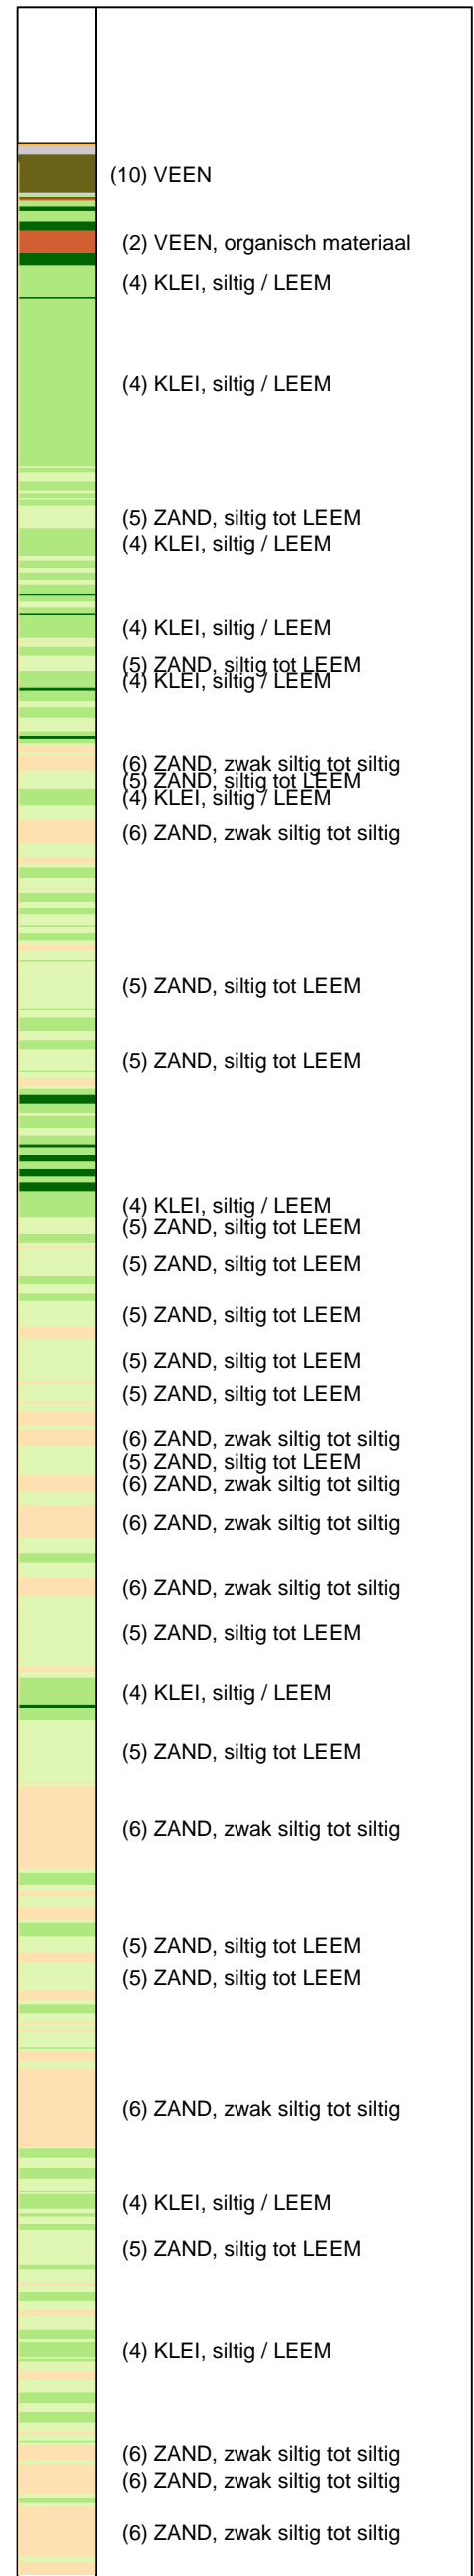 (10) VEEN
(2) VEEN, organisch materiaal
(4) KLEI, siltig / LEEM
(4) KLEI, siltig / LEEM
(5) ZAND, siltig tot LEEM
(4) KLEI, siltig / LEEM
(4) KLEI, siltig / LEEM
(5) ZAND, siltig tot LEEM
(4) KLEI, siltig / LEEM
(6) ZAND, zwak siltig tot siltig
(5) ZAND, siltig tot LEEM
(4) KLEI, siltig / LEEM
(6) ZAND, zwak siltig tot siltig
(5) ZAND, siltig tot LEEM
(5) ZAND, siltig tot LEEM
(4) KLEI, siltig / LEEM
(5) ZAND, siltig tot LEEM
(5) ZAND, siltig tot LEEM
(5) ZAND, siltig tot LEEM
(5) ZAND, siltig tot LEEM
(5) ZAND, siltig tot LEEM
(6) ZAND, zwak siltig tot siltig
(5) ZAND, siltig tot LEEM
(6) ZAND, zwak siltig tot siltig
(6) ZAND, zwak siltig tot siltig
(6) ZAND, zwak siltig tot siltig
(5) ZAND, siltig tot LEEM
(4) KLEI, siltig / LEEM
(5) ZAND, siltig tot LEEM
(6) ZAND, zwak siltig tot siltig
(5) ZAND, siltig tot LEEM
(5) ZAND, siltig tot LEEM
(6) ZAND, zwak siltig tot siltig
(4) KLEI, siltig / LEEM
(5) ZAND, siltig tot LEEM
(4) KLEI, siltig / LEEM
(6) ZAND, zwak siltig tot siltig
(6) ZAND, zwak siltig tot siltig
(6) ZAND, zwak siltig tot siltig